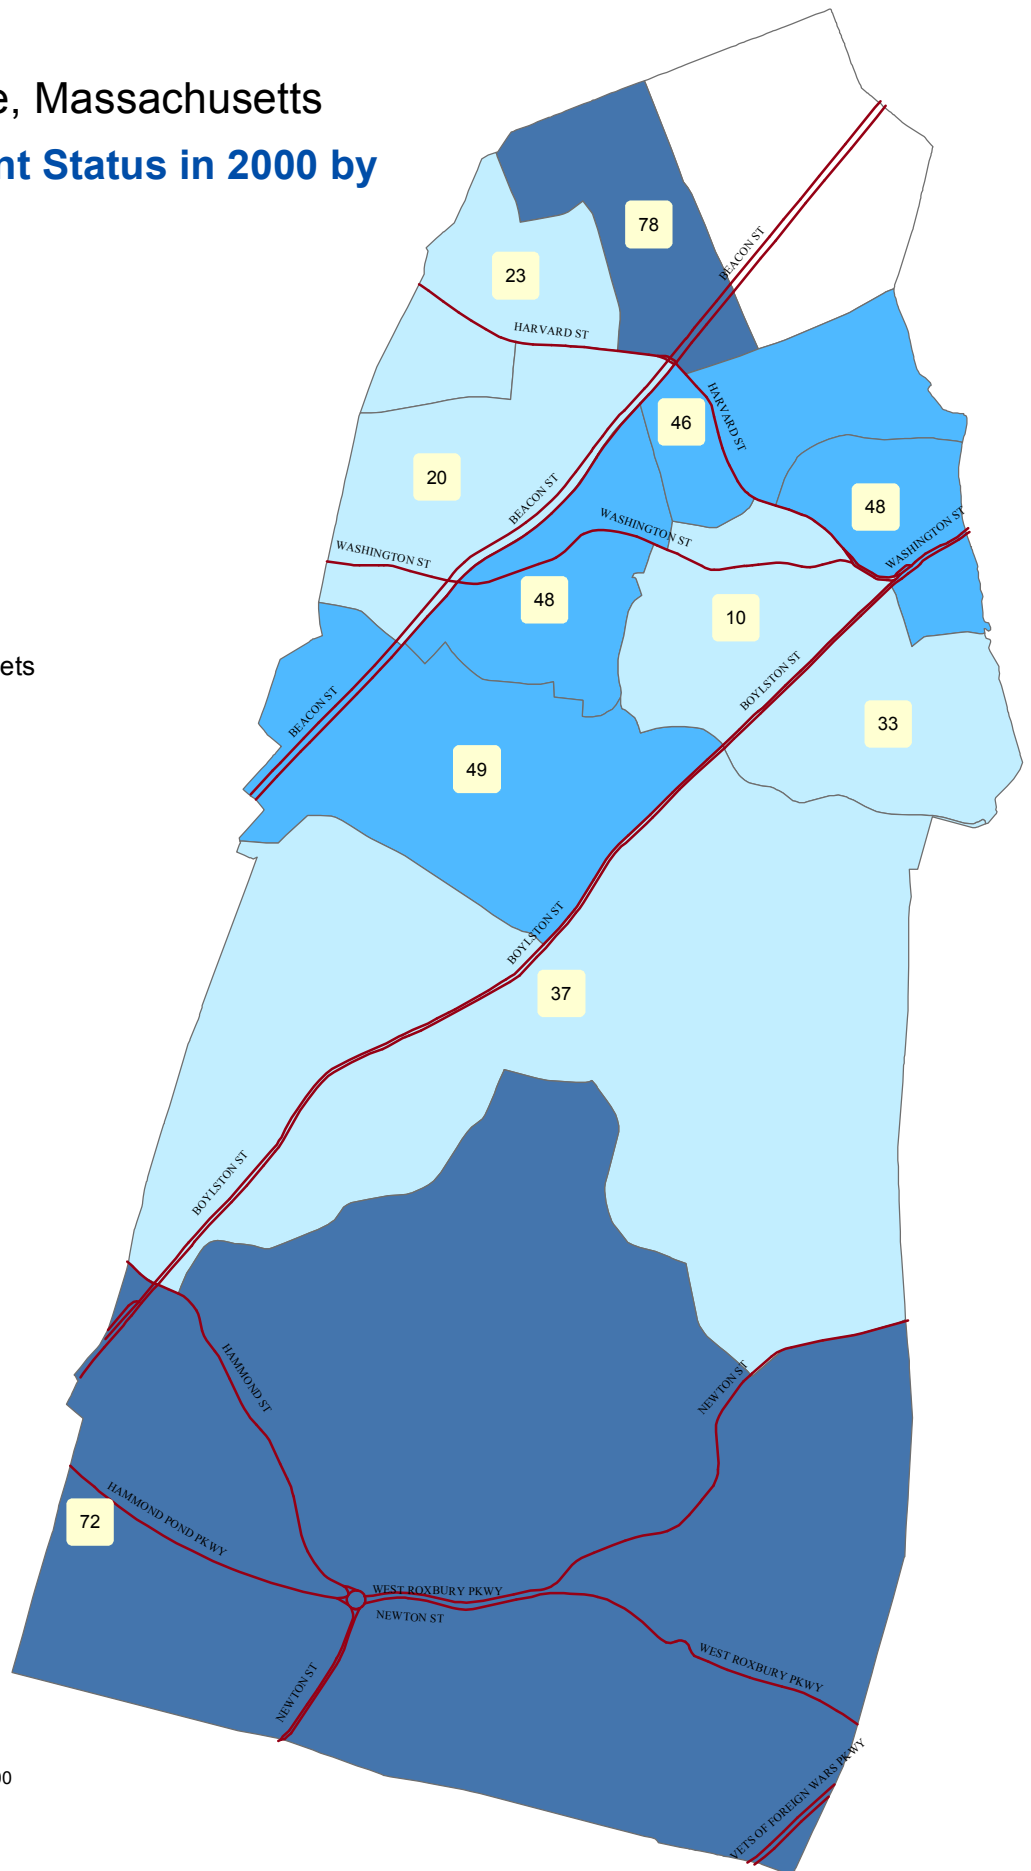 e, Massachusetts
nt Status in 2000 by
78
BEACON ST
23
HARVARD ST
HARVARD ST
46
20
BEACON ST
48
WASHINGTON ST
WASHINGTON ST
WASHINGTON ST
48
10
ets
BOYLSTON ST
BEACON ST
33
49
BOYLSTON ST
37
BOYLSTON ST
HAMMOND ST
NEWTON ST
HAMMOND POND PKWY
72
WEST ROXBURY PKWY
NEWTON ST
WEST ROXBURY PKWY
NEWTON ST
00
VETS OF FOREIGN WARS PKWY